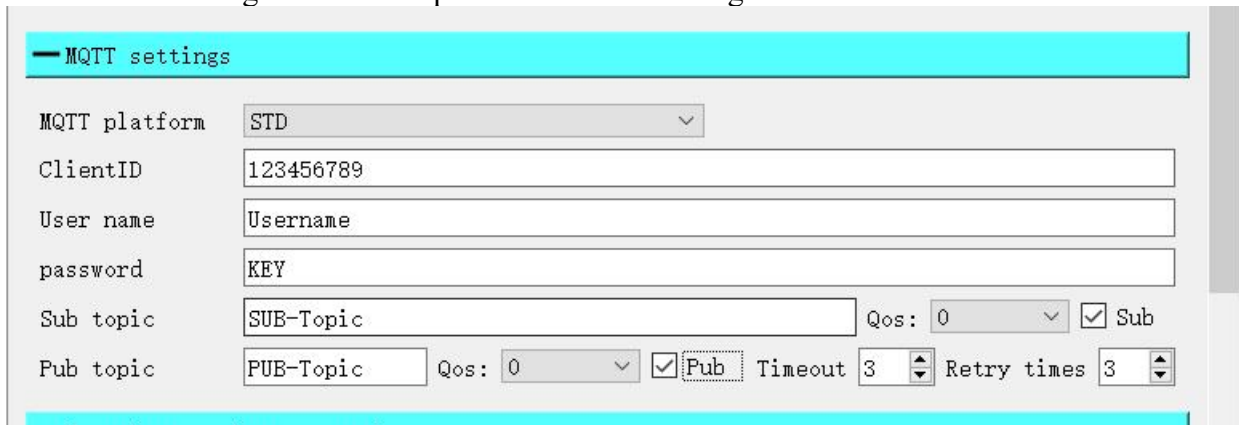 MQTT settings
MQTT platform STD
ClientID 123456789
User name Username
password KEY
Sub topic SUB-Topic Qos: 0 Sub
Pub topic PUB-Topic Qos: 0 Pub Timeout 3 Retry times 3